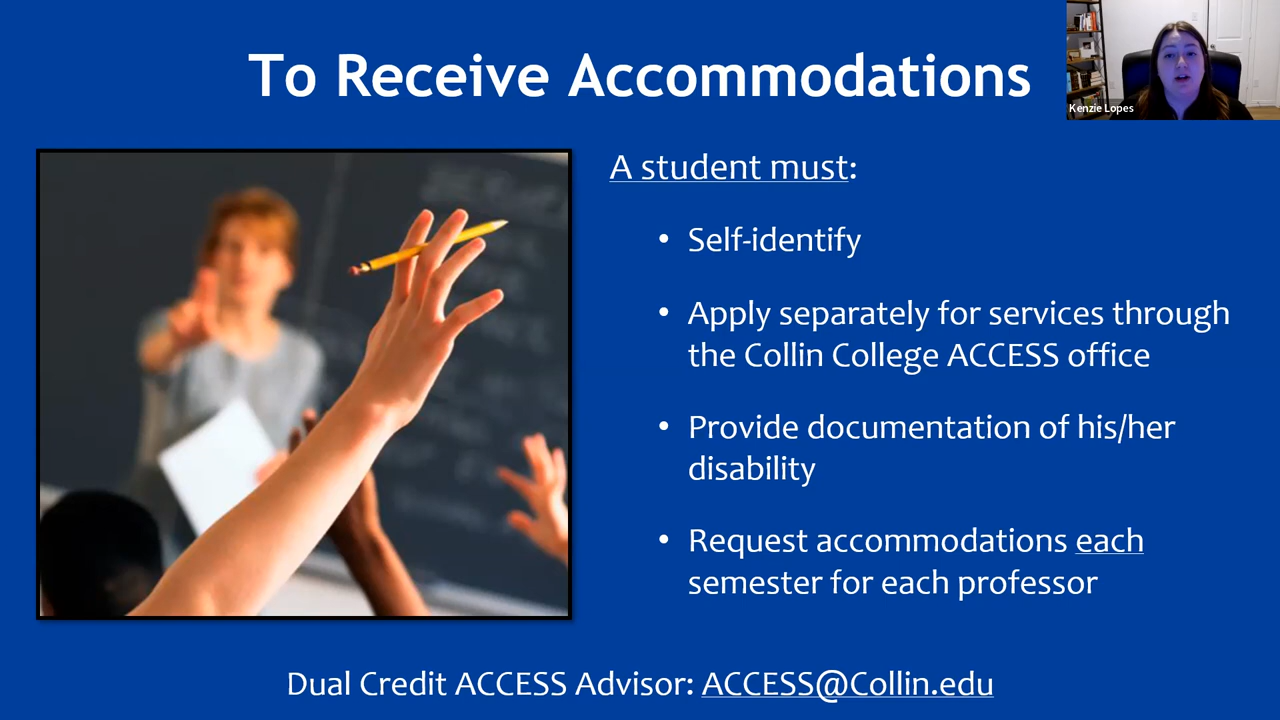 To Receive Accommodations
Kenzie Lopes
A student must:
• Self-identify
• Apply separately for services through
the Collin College ACCESS office
• Provide documentation of his/her
disability
• Request accommodations each
semester for each professor
Dual Credit ACCESS Advisor: ACCESS@Collin.edu